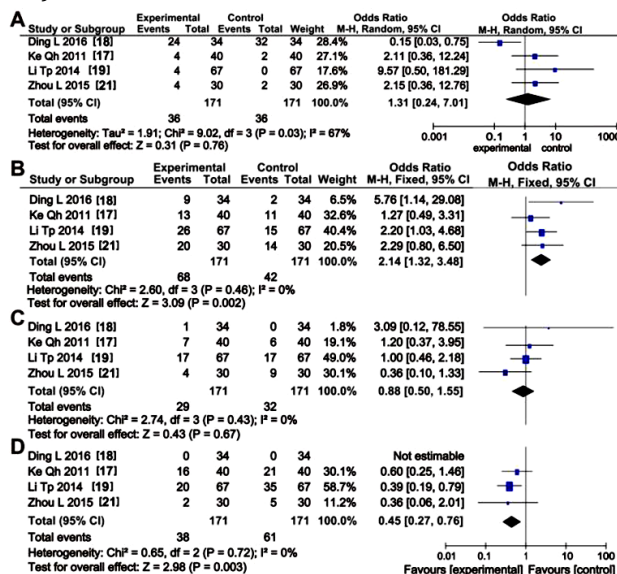 A
Experimental Control Odds Ratio Odds Ratio
Study or Subgroup Events Total Events Total Weight M-H, Random, 95% CI M-H, Random, 95% CI
Ding L 2016 [18] 24 34 32 34 28.4% 0.15 [0.03, 0.75]
Ke Qh 2011 [17] 4 40 2 40 27.1% 2.11 [0.36, 12.24]
Li Tp 2014 [19] 4 67 0 67 17.6% 9.57 [0.50, 181.29]
Zhou L 2015 [21] 4 30 2 30 26.9% 2.15 [0.36, 12.76]
Total (95% CI) 171 171 100.0% 1.31 [0.24, 7.01]
Total events 36 36
Heterogeneity: Tau² = 1.91; Chi² = 9.02, df = 3 (P = 0.03); I² = 67%
Test for overall effect: Z = 0.31 (P = 0.76)
0.001 0.1 1 10 1000
experimental control
B
Experimental Control Odds Ratio Odds Ratio
Study or Subgroup Events Total Events Total Weight M-H, Fixed, 95% CI M-H, Fixed, 95% CI
Ding L 2016 [18] 9 34 2 34 6.5% 5.76 [1.14, 29.08]
Ke Qh 2011 [17] 13 40 11 40 32.6% 1.27 [0.49, 3.31]
Li Tp 2014 [19] 26 67 15 67 40.4% 2.20 [1.03, 4.68]
Zhou L 2015 [21] 20 30 14 30 20.5% 2.29 [0.80, 6.50]
Total (95% CI) 171 171 100.0% 2.14 [1.32, 3.48]
Total events 68 42
Heterogeneity: Chi² = 2.60, df = 3 (P = 0.46); I² = 0%
Test for overall effect: Z = 3.09 (P = 0.002)
C
Ding L 2016 [18] 1 34 0 34 1.8% 3.09 [0.12, 78.55]
Ke Qh 2011 [17] 7 40 6 40 19.1% 1.20 [0.37, 3.95]
Li Tp 2014 [19] 17 67 17 67 49.0% 1.00 [0.46, 2.18]
Zhou L 2015 [21] 4 30 9 30 30.1% 0.36 [0.10, 1.33]
Total (95% CI) 171 171 100.0% 0.88 [0.50, 1.55]
Total events 29 32
Heterogeneity: Chi² = 2.74, df = 3 (P = 0.43); I² = 0%
Test for overall effect: Z = 0.43 (P = 0.67)
D
Ding L 2016 [18] 0 34 0 34 Not estimable
Ke Qh 2011 [17] 16 40 21 40 30.1% 0.60 [0.25, 1.46]
Li Tp 2014 [19] 20 67 35 67 58.7% 0.39 [0.19, 0.79]
Zhou L 2015 [21] 2 30 5 30 11.2% 0.36 [0.06, 2.01]
Total (95% CI) 171 171 100.0% 0.45 [0.27, 0.76]
Total events 38 61
Heterogeneity: Chi² = 0.65, df = 2 (P = 0.72); I² = 0%
Test for overall effect: Z = 2.98 (P = 0.003)
0.01 0.1 1 10 100
Favours [experimental] Favours [control]